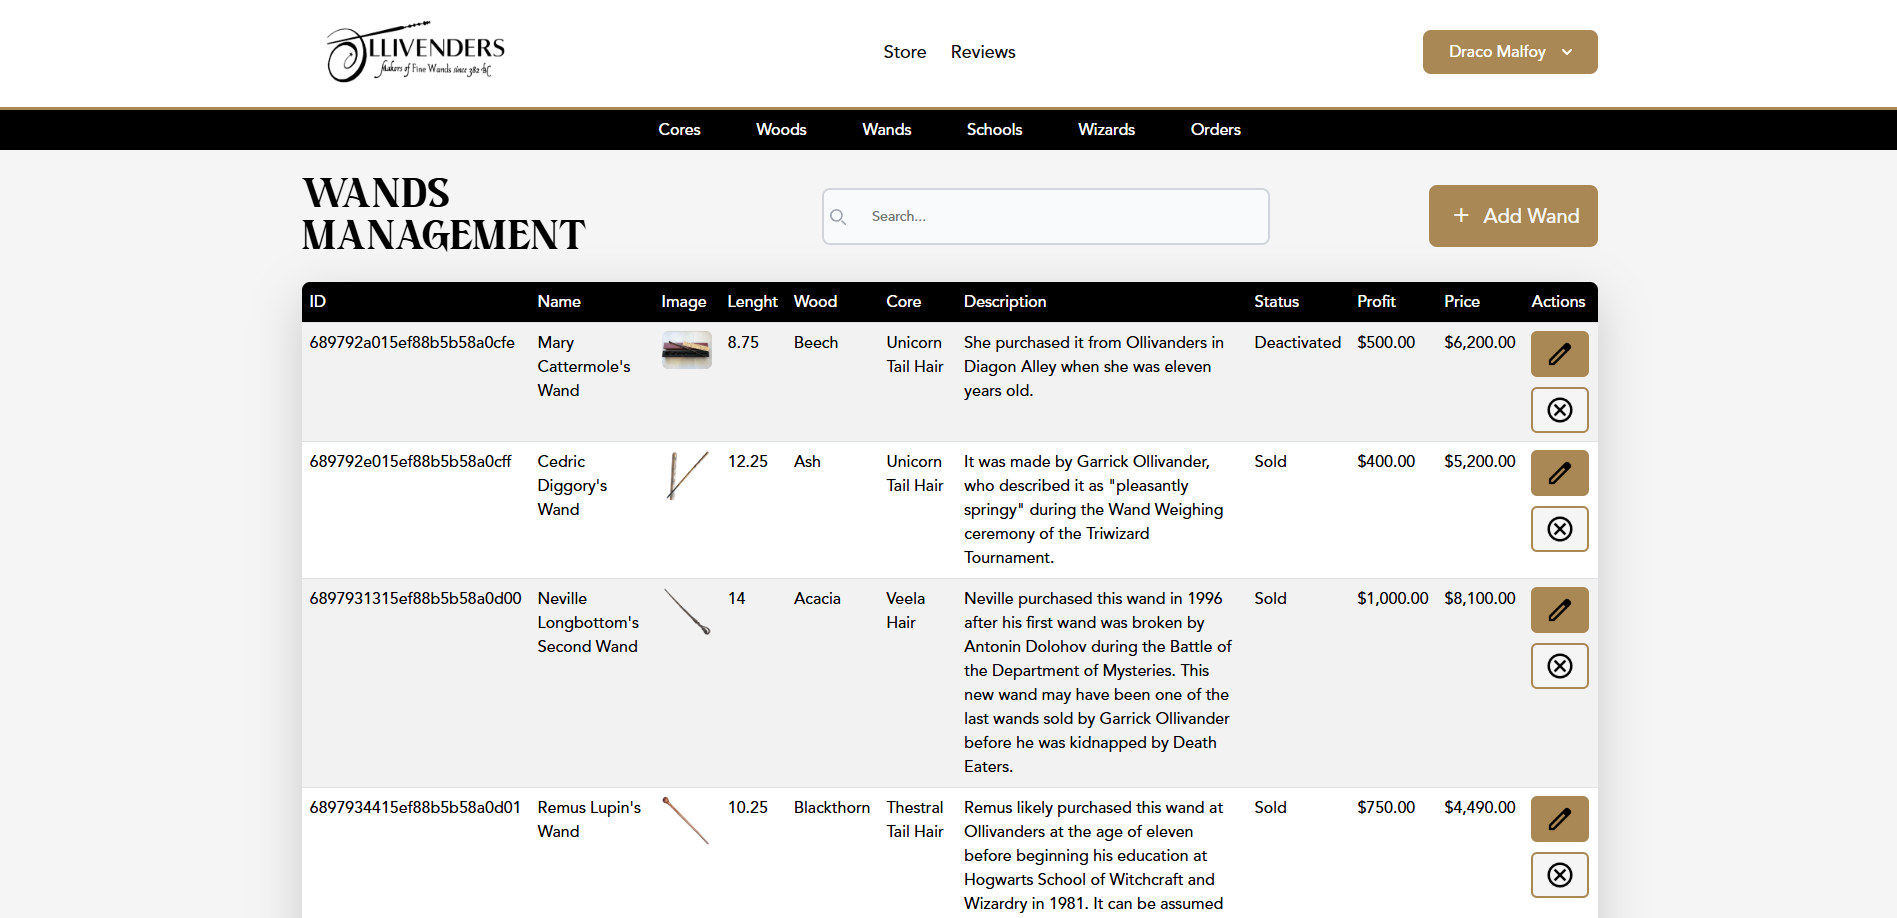 OLLIVENDERS
Makers of Fine Wands since 382 BC
Store Reviews
Draco Malfoy
Cores Woods Wands Schools Wizards Orders
WANDS
MANAGEMENT
Search...
+ Add Wand
ID Name Image Lenght Wood Core Description Status Profit Price Actions
689792a015ef88b5b58a0cfe Mary 8.75 Beech Unicorn She purchased it from Ollivanders in Deactivated $500.00 $6,200.00
Cattermole's Tail Hair Diagon Alley when she was eleven
Wand years old.
689792e015ef88b5b58a0cff Cedric 12.25 Ash Unicorn It was made by Garrick Ollivander, Sold $400.00 $5,200.00
Diggory's Tail Hair who described it as "pleasantly
Wand springy" during the Wand Weighing
ceremony of the Triwizard
Tournament.
6897931315ef88b5b58a0d00 Neville 14 Acacia Veela Neville purchased this wand in 1996 Sold $1,000.00 $8,100.00
Longbottom's Hair after his first wand was broken by
Second Wand Antonin Dolohov during the Battle of
the Department of Mysteries. This
new wand may have been one of the
last wands sold by Garrick Ollivander
before he was kidnapped by Death
Eaters.
6897934415ef88b5b58a0d01 Remus Lupin's 10.25 Blackthorn Thestral Remus likely purchased this wand at Sold $750.00 $4,490.00
Wand Tail Hair Ollivanders at the age of eleven
before beginning his education at
Hogwarts School of Witchcraft and
Wizardry in 1981. It can be assumed